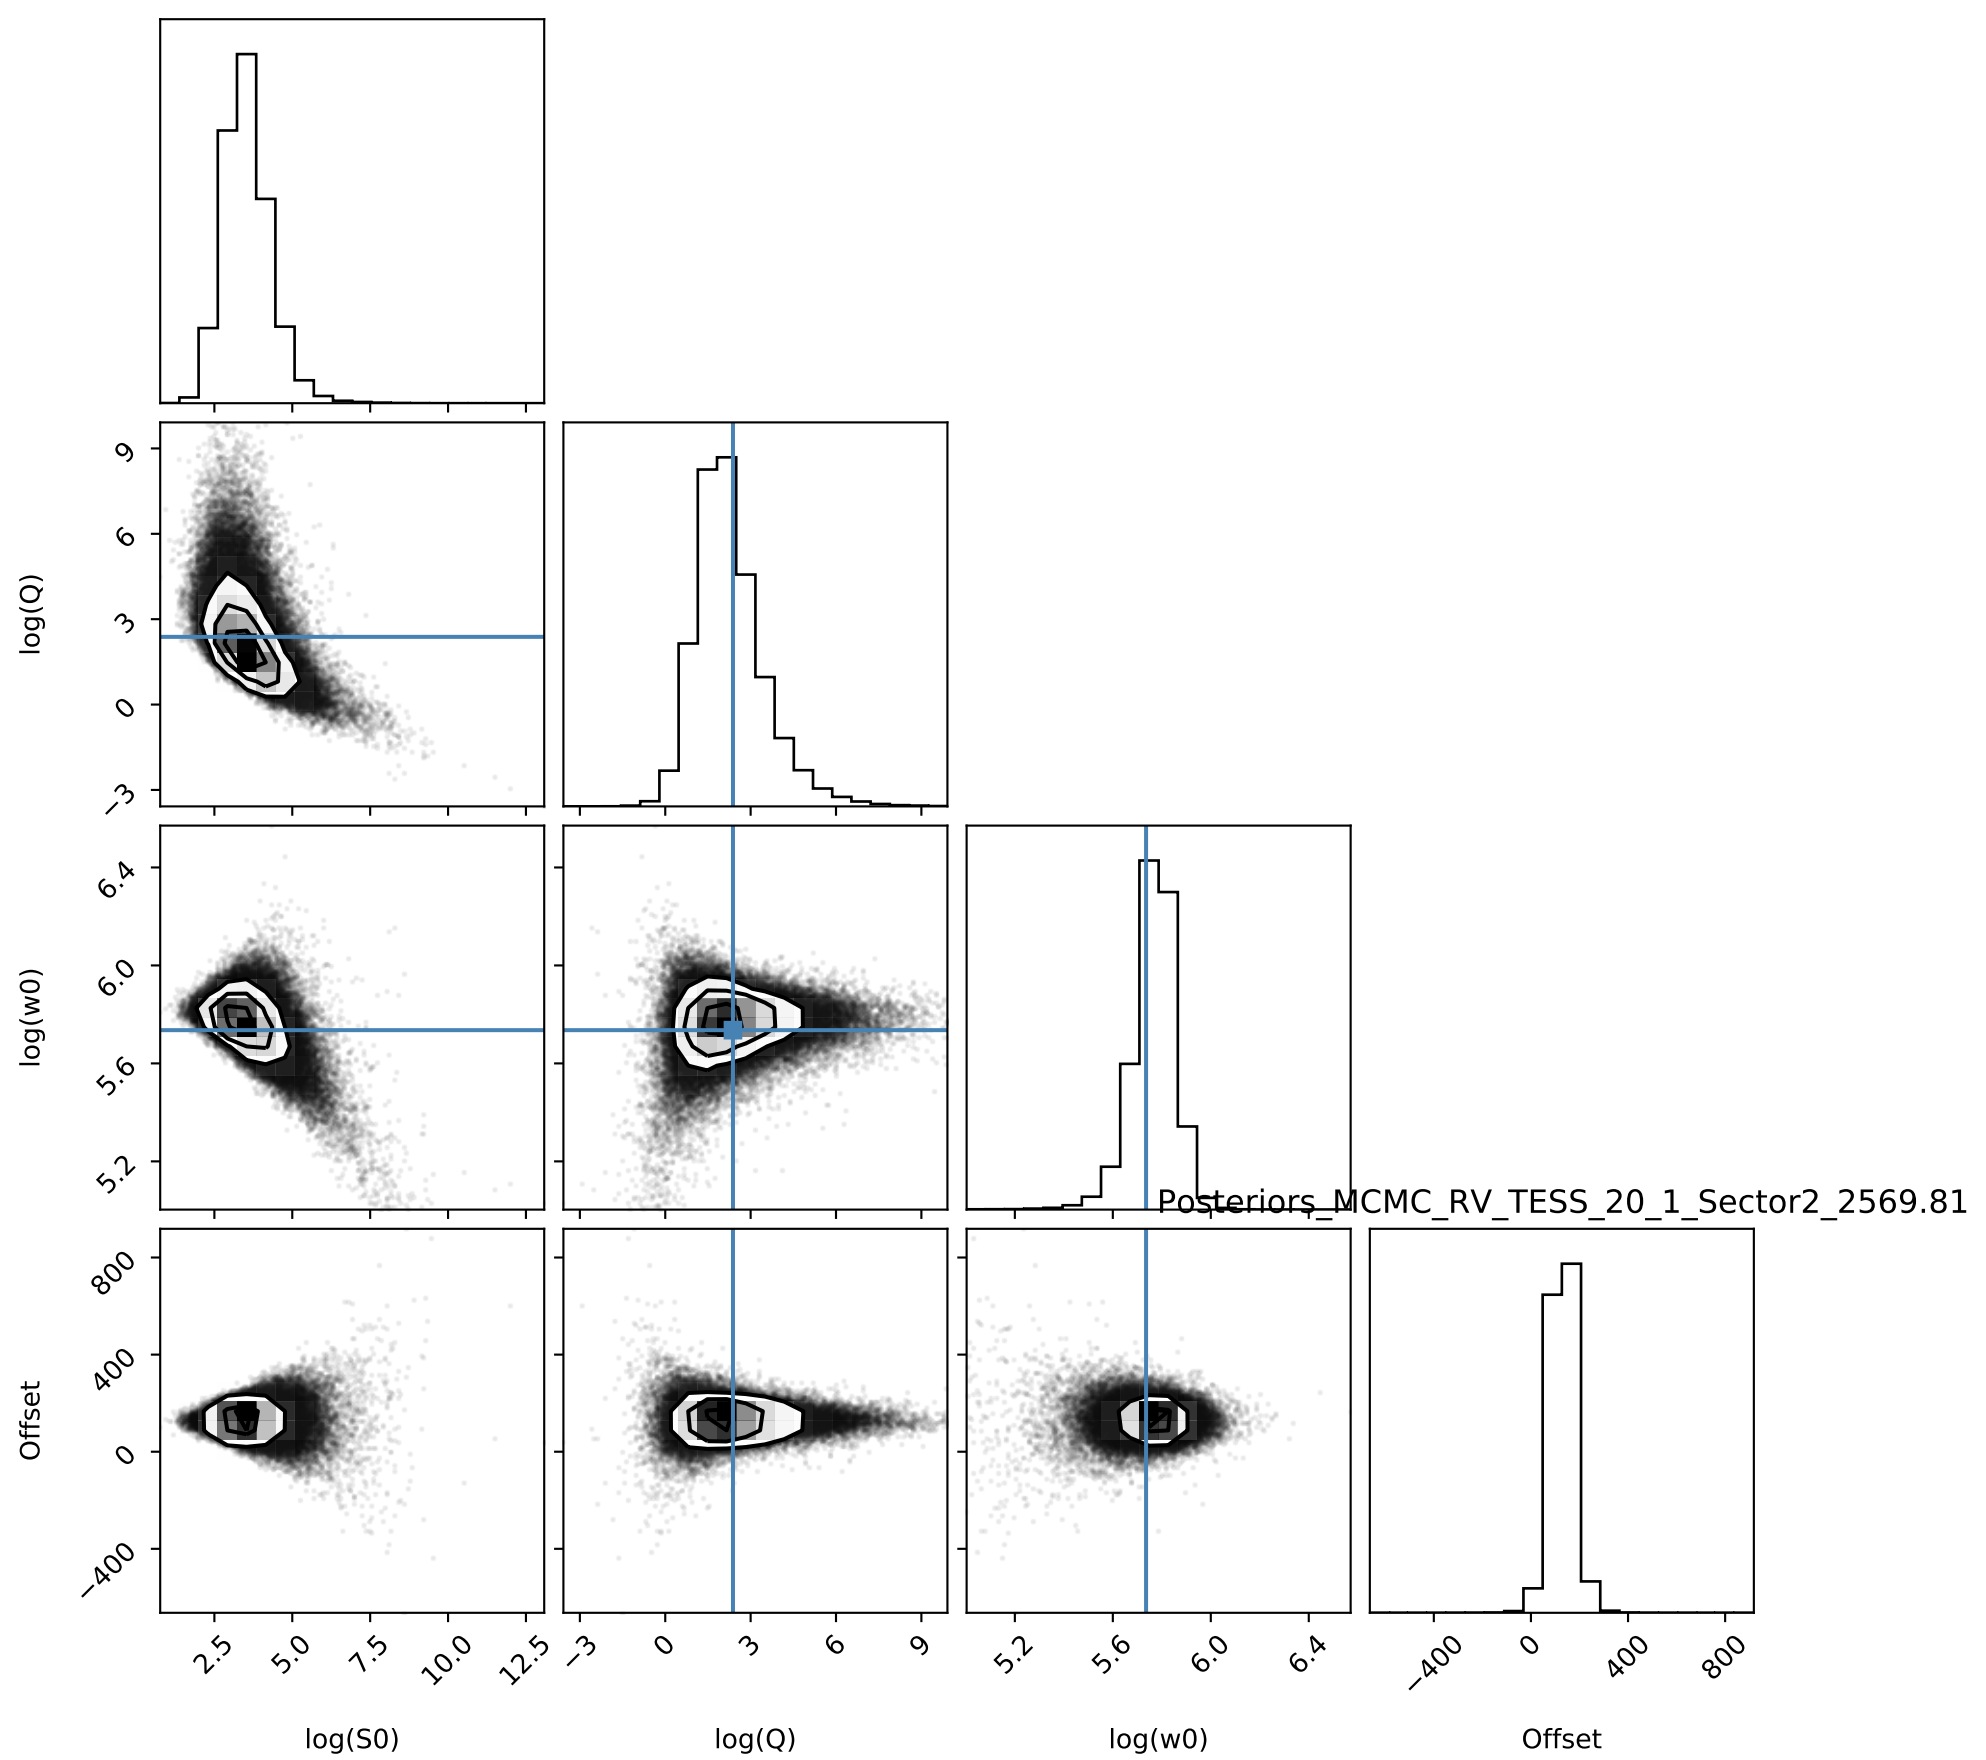 9
6
3
0
−3
log(Q)
6.4
6.0
5.6
5.2
log(w0)
Posteriors_MCMC_RV_TESS_20_1_Sector2_2569.81
800
400
0
−400
Offset
2.5 5.0 7.5 10.0 12.5 −3 0 3 6 9 5.2 5.6 6.0 6.4 −400 0 400 800
log(S0) log(Q) log(w0) Offset